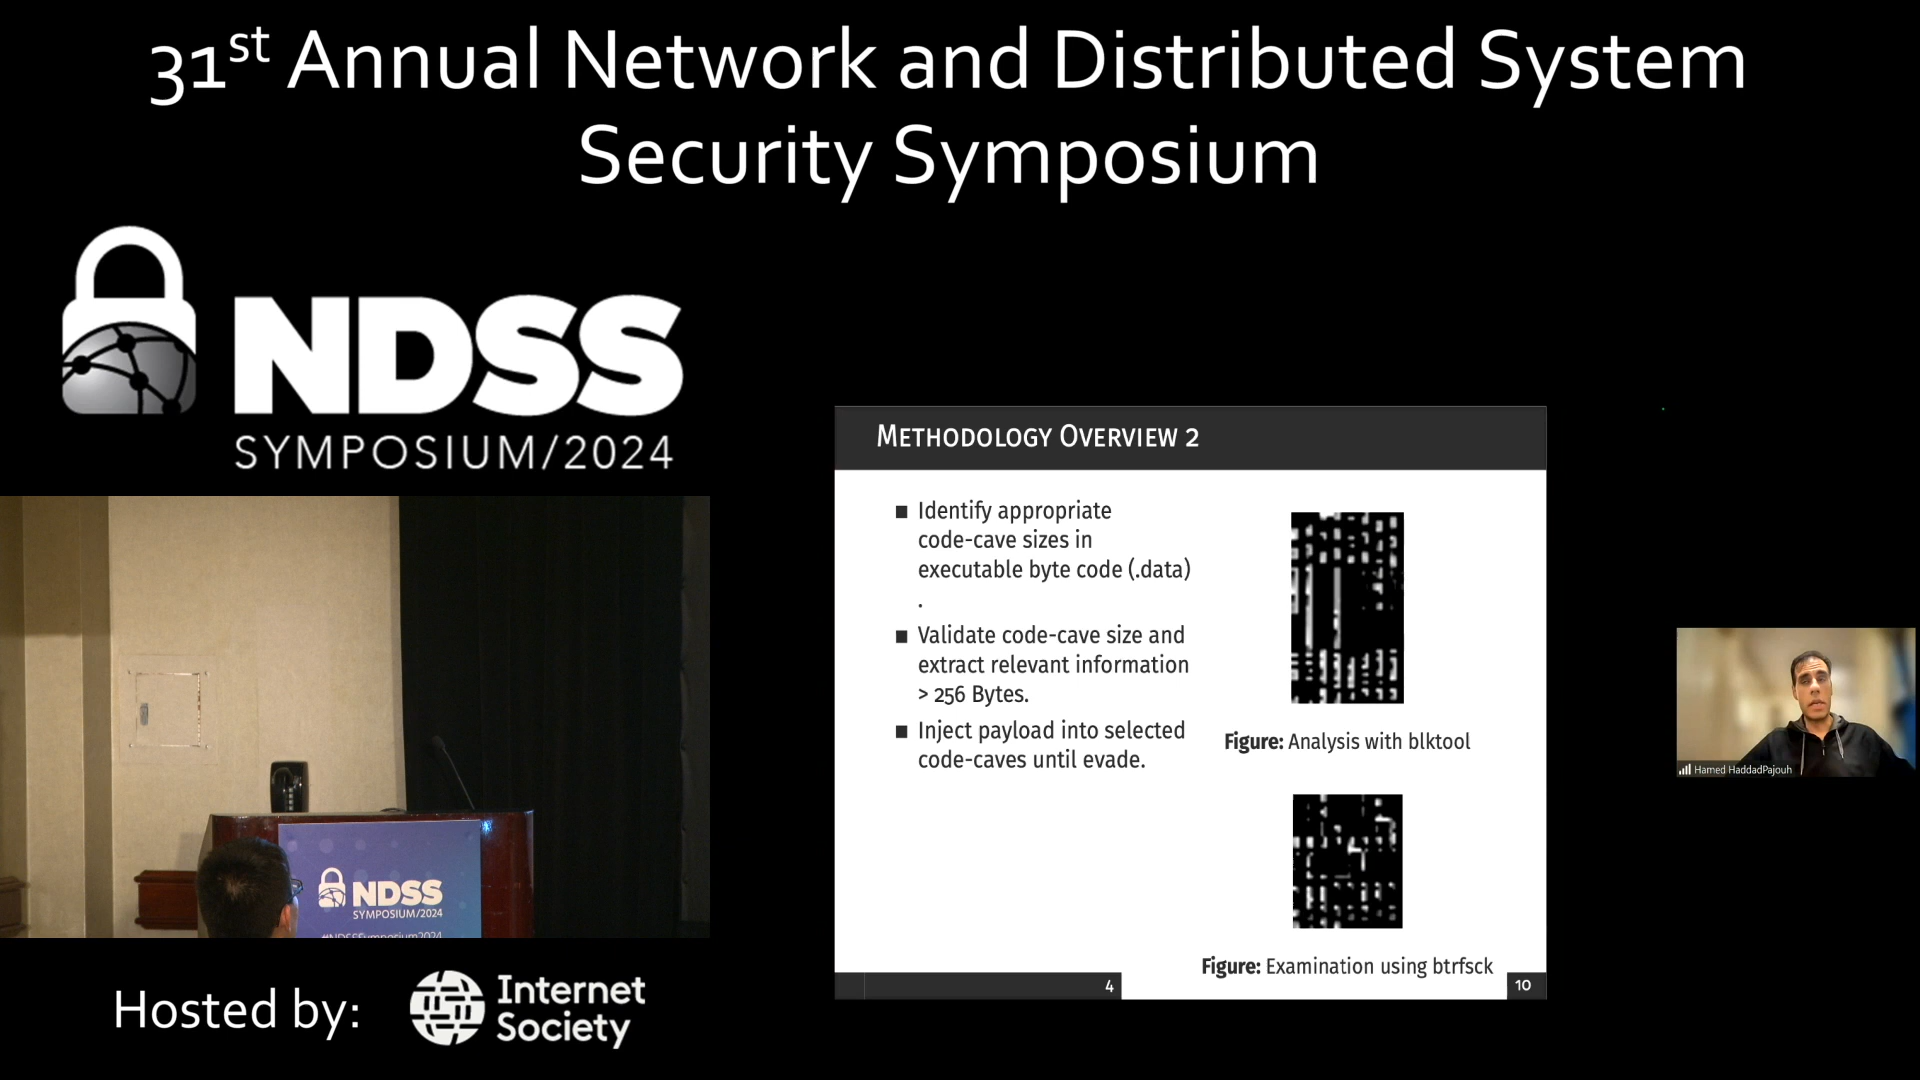 31st Annual Network and Distributed System
Security Symposium
NDSS
SYMPOSIUM/2024
METHODOLOGY OVERVIEW 2
■ Identify appropriate
code-cave sizes in
executable byte code (.data)
.
■ Validate code-cave size and
extract relevant information
> 256 Bytes.
■ Inject payload into selected
code-caves until evade.
Figure: Analysis with blktool
Figure: Examination using btrfsck
4
10
Hamed HaddadPajouh
NDSS
SYMPOSIUM/2024
#NDSSSymposium2024
Hosted by:
Internet
Society